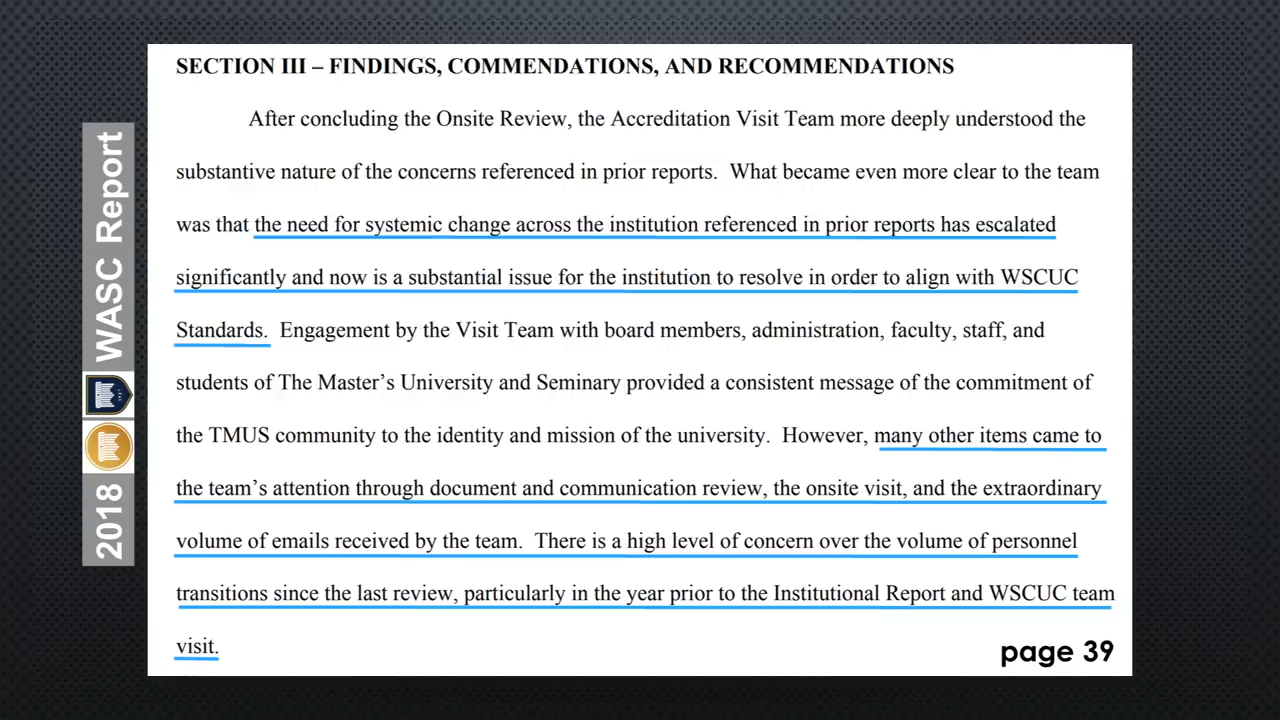 SECTION III – FINDINGS, COMMENDATIONS, AND RECOMMENDATIONS
After concluding the Onsite Review, the Accreditation Visit Team more deeply understood the
substantive nature of the concerns referenced in prior reports.  What became even more clear to the team
was that the need for systemic change across the institution referenced in prior reports has escalated
significantly and now is a substantial issue for the institution to resolve in order to align with WSCUC
Standards.  Engagement by the Visit Team with board members, administration, faculty, staff, and
students of The Master’s University and Seminary provided a consistent message of the commitment of
the TMUS community to the identity and mission of the university.  However, many other items came to
the team’s attention through document and communication review, the onsite visit, and the extraordinary
volume of emails received by the team.  There is a high level of concern over the volume of personnel
transitions since the last review, particularly in the year prior to the Institutional Report and WSCUC team
visit.
page 39
2018 WASC Report